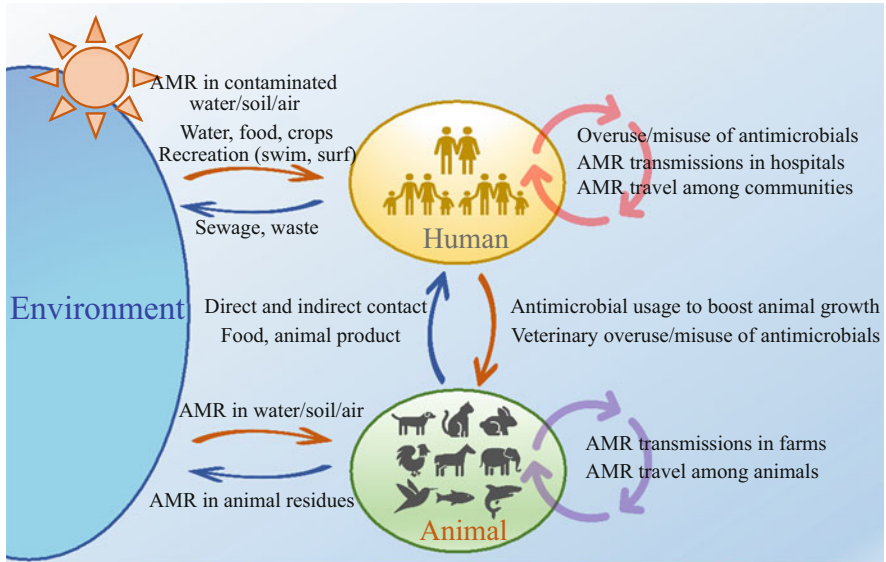 AMR in contaminated
water/soil/air
Water, food, crops
Recreation (swim, surf)
Sewage, waste
Human
Overuse/misuse of antimicrobials
AMR transmissions in hospitals
AMR travel among communities
Environment
Direct and indirect contact
Food, animal product
Antimicrobial usage to boost animal growth
Veterinary overuse/misuse of antimicrobials
AMR in water/soil/air
AMR in animal residues
Animal
AMR transmissions in farms
AMR travel among animals